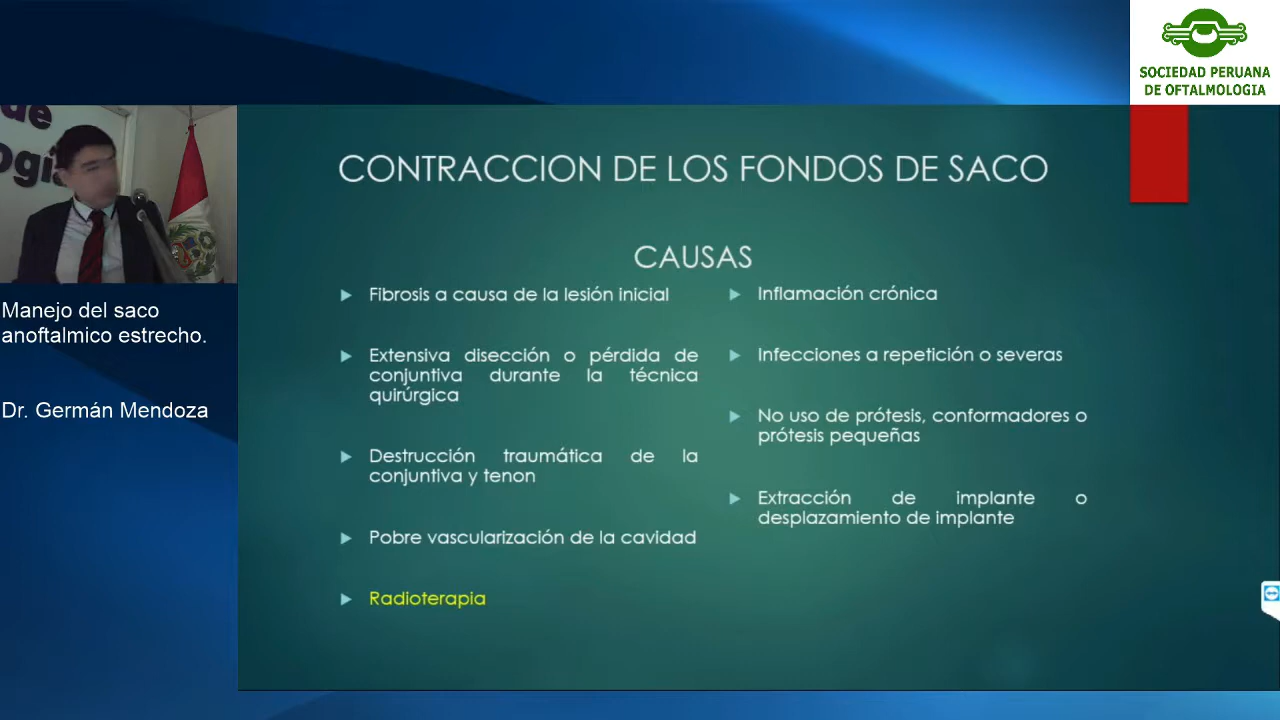 SOCIEDAD PERUANA
DE OFTALMOLOGIA
de
ogía
Manejo del saco
anoftalmico estrecho.
Dr. Germán Mendoza
CONTRACCION DE LOS FONDOS DE SACO
CAUSAS
Fibrosis a causa de la lesión inicial
Extensiva disección o pérdida de
conjuntiva durante la técnica
quirúrgica
Destrucción traumática de la
conjuntiva y tenon
Pobre vascularización de la cavidad
Radioterapia
Inflamación crónica
Infecciones a repetición o severas
No uso de prótesis, conformadores o
prótesis pequeñas
Extracción de implante o
desplazamiento de implante